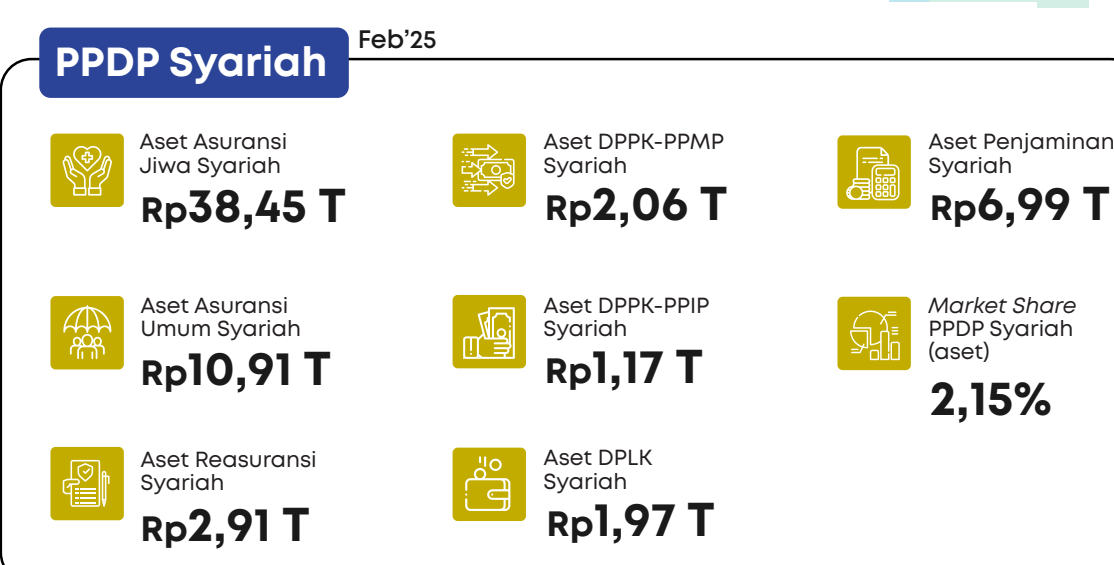 PPDP Syariah
Feb’25
Aset Asuransi
Jiwa Syariah
Rp38,45 T
Aset Asuransi
Umum Syariah
Rp10,91 T
Aset Reasuransi
Syariah
Rp2,91 T
Aset DPPK-PPMP
Syariah
Rp2,06 T
Aset DPPK-PPIP
Syariah
Rp1,17 T
Aset DPLK
Syariah
Rp1,97 T
Aset Penjaminan
Syariah
Rp6,99 T
Market Share
PPDP Syariah
(aset)
2,15%